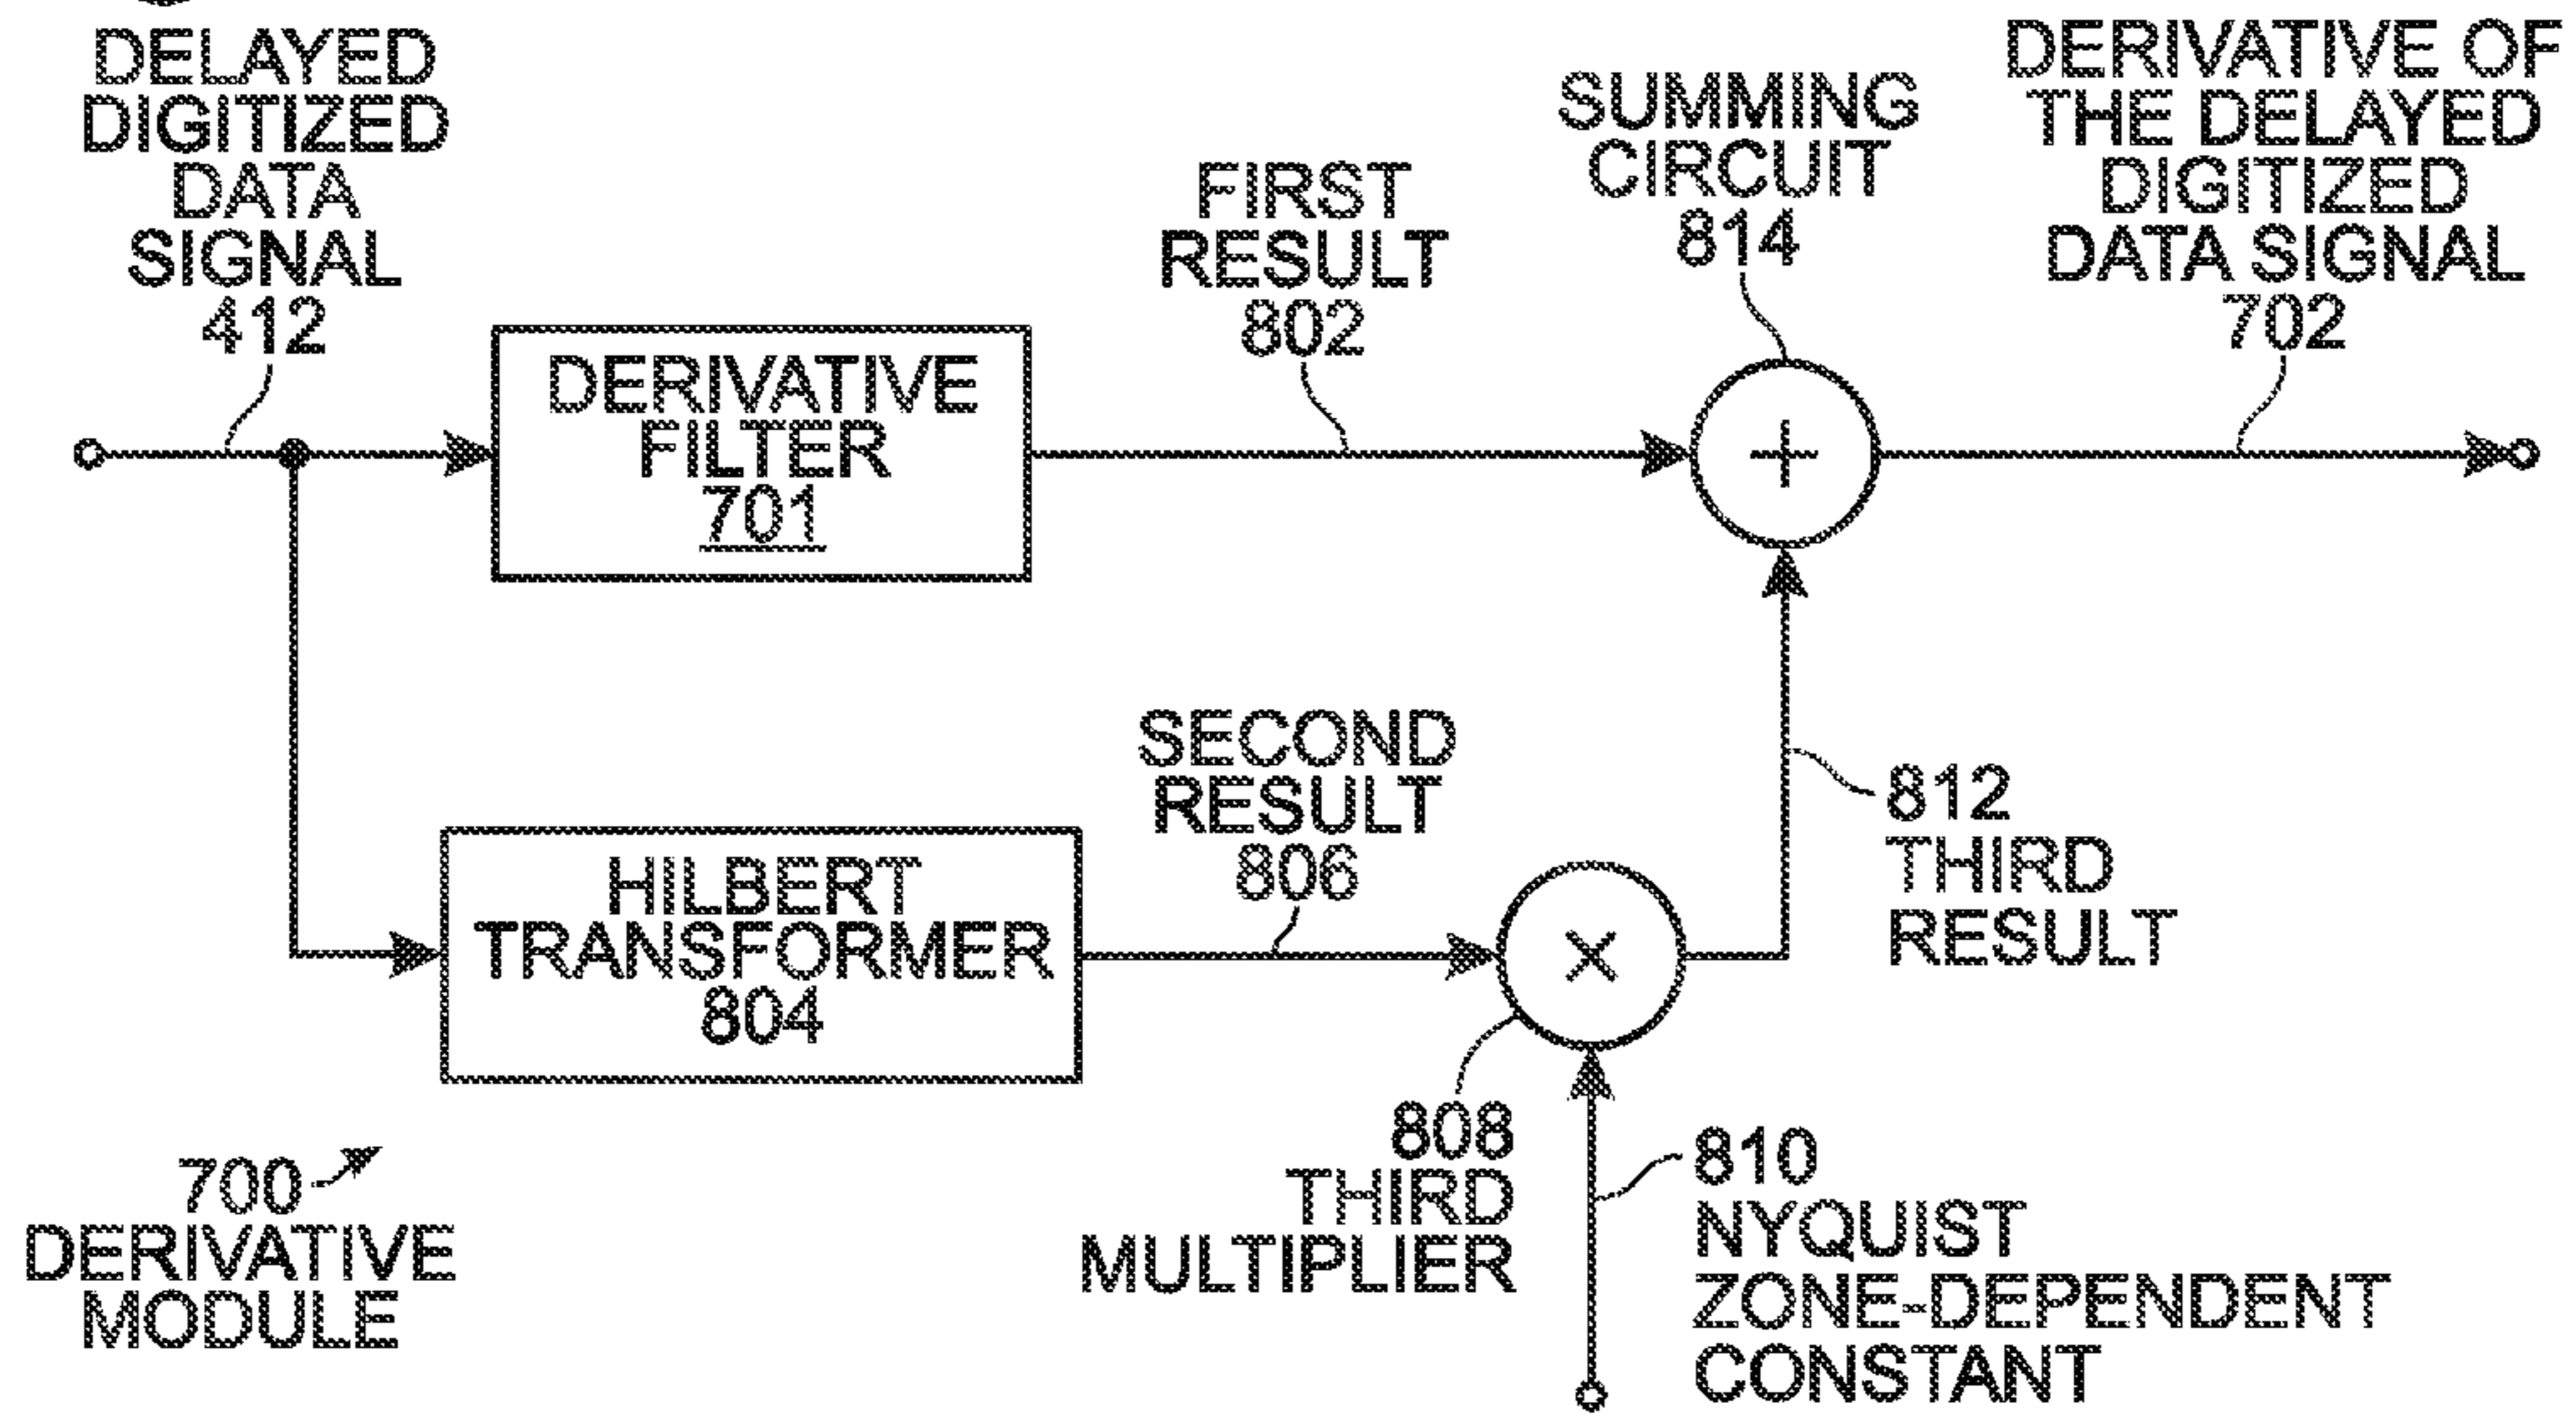 DELAYED
DIGITIZED
DATA
SIGNAL
412
DERIVATIVE
FILTER
701
FIRST
RESULT
802
SUMMING
CIRCUIT
814
+
DERIVATIVE OF
THE DELAYED
DIGITIZED
DATA SIGNAL
702
HILBERT
TRANSFORMER
804
SECOND
RESULT
806
×
812
THIRD
RESULT
808
THIRD
MULTIPLIER
810
NYQUIST
ZONE-DEPENDENT
CONSTANT
700
DERIVATIVE
MODULE